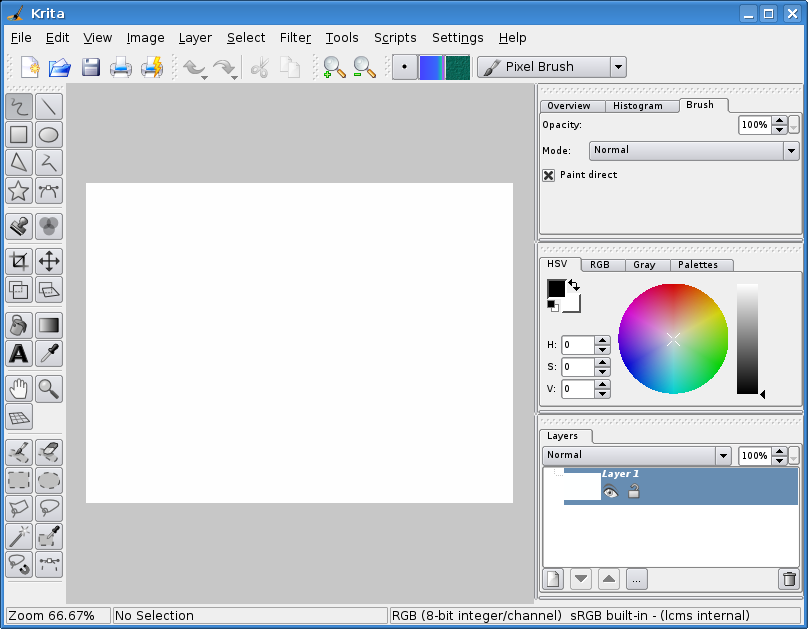 Krita
File Edit View Image Layer Select Filter Tools Scripts Settings Help
Pixel Brush
Overview Histogram Brush
Opacity: 100%
Mode: Normal
Paint direct
HSV RGB Gray Palettes
H: 0
S: 0
V: 0
Layers
Normal 100%
Layer 1
...
Zoom 66.67% No Selection RGB (8-bit integer/channel) sRGB built-in - (lcms internal)